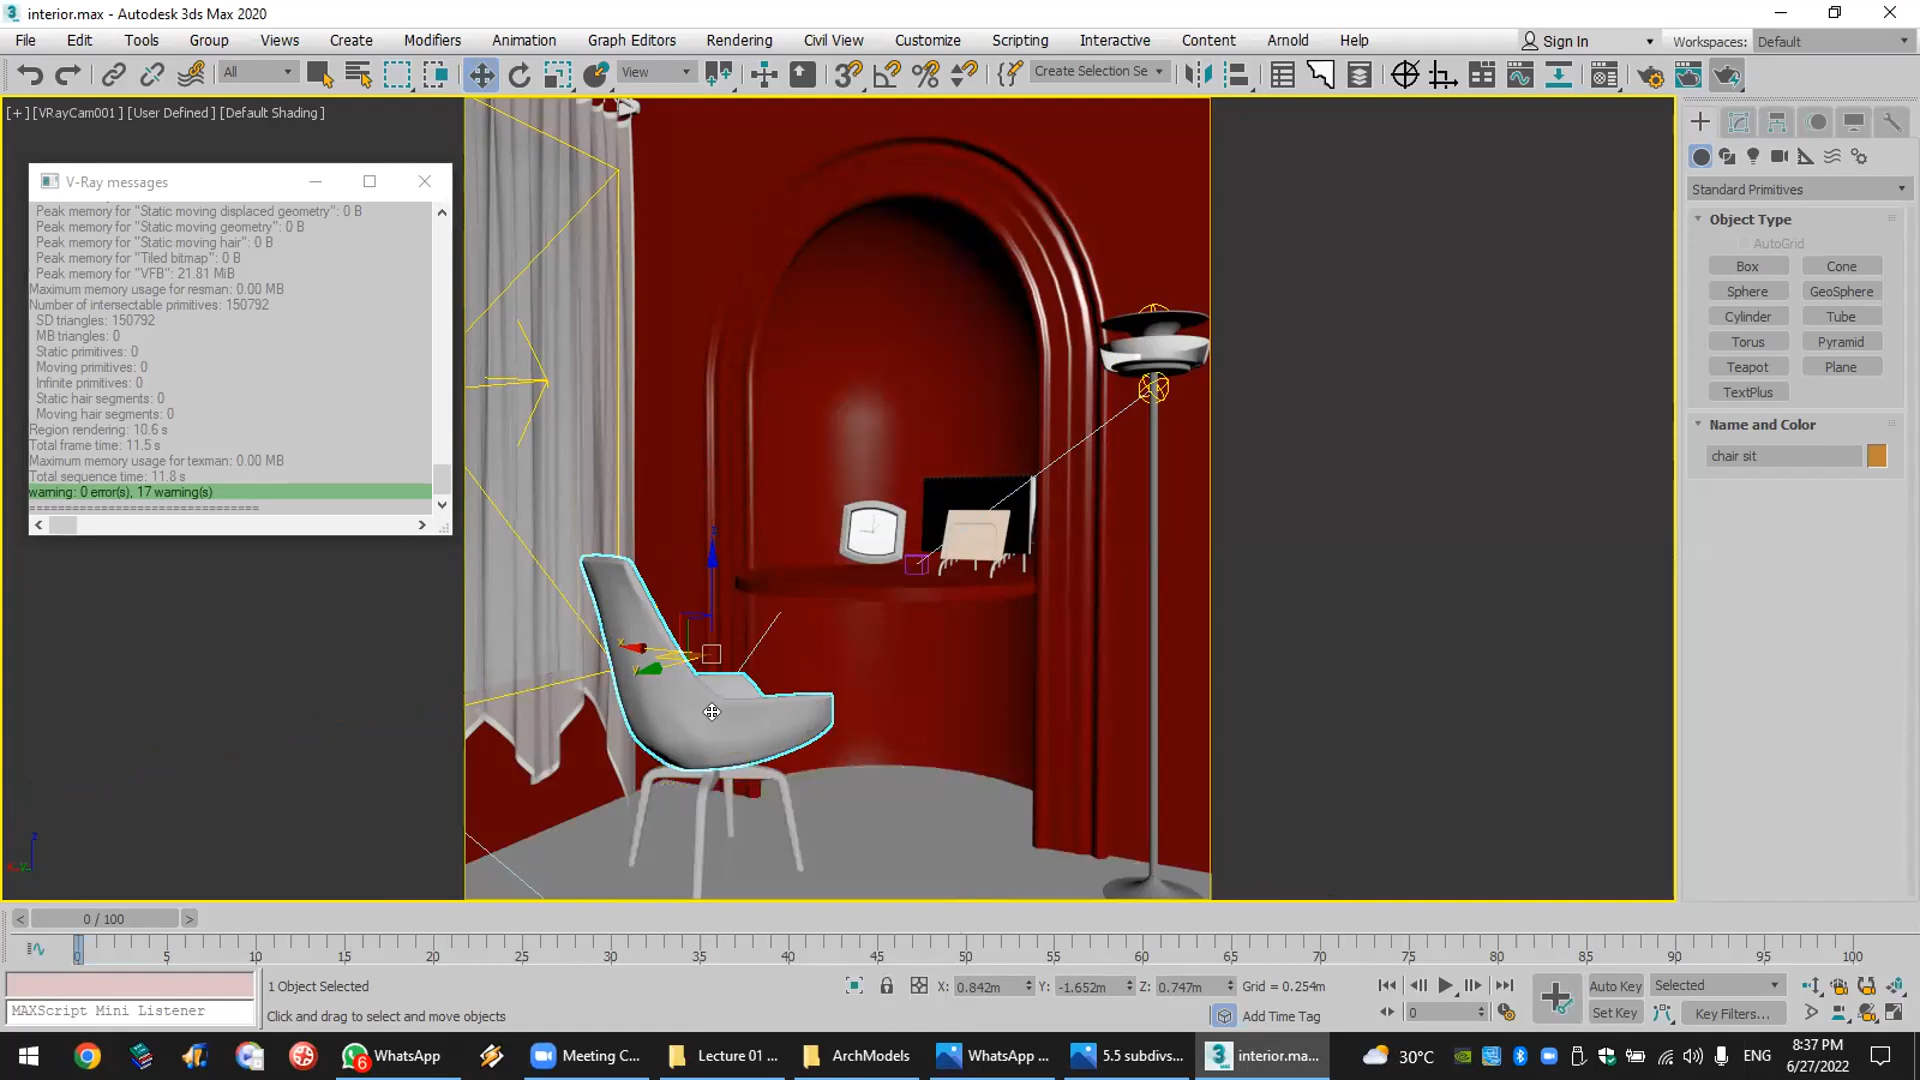 interior.max - Autodesk 3ds Max 2020
File Edit Tools Group Views Create Modifiers Animation Graph Editors Rendering Civil View Customize Scripting Interactive Content Arnold Help Sign In Workspaces: Default
All View Create Selection Se
[+] [VRayCam001 ] [User Defined ] [Default Shading ]
V-Ray messages
Peak memory for "Static moving displaced geometry": 0 B
Peak memory for "Static moving geometry": 0 B
Peak memory for "Static moving hair": 0 B
Peak memory for "Tiled bitmap": 0 B
Peak memory for "VFB": 21.81 MiB
Maximum memory usage for resman: 0.00 MB
Number of intersectable primitives: 150792
SD triangles: 150792
MB triangles: 0
Static primitives: 0
Moving primitives: 0
Infinite primitives: 0
Static hair segments: 0
Moving hair segments: 0
Region rendering: 10.6 s
Total frame time: 11.5 s
Maximum memory usage for texman: 0.00 MB
Total sequence time: 11.8 s
warning: 0 error(s), 17 warning(s)
==============================
Standard Primitives
Object Type
AutoGrid
Box Cone
Sphere GeoSphere
Cylinder Tube
Torus Pyramid
Teapot Plane
TextPlus
Name and Color
chair sit
x
y
z
z
x y
< 0 / 100 >
0 5 10 15 20 25 30 35 40 45 50 55 60 65 70 75 80 85 90 95 100
1 Object Selected X: 0.842m Y: -1.652m Z: 0.747m Grid = 0.254m Auto Key Selected
MAXScript Mini Listener Click and drag to select and move objects Add Time Tag 0 Set Key Key Filters...
6 WhatsApp Meeting C... Lecture 01 ... ArchModels WhatsApp ... 5.5 subdivs... interior.ma... 30°C ENG 8:37 PM
6/27/2022